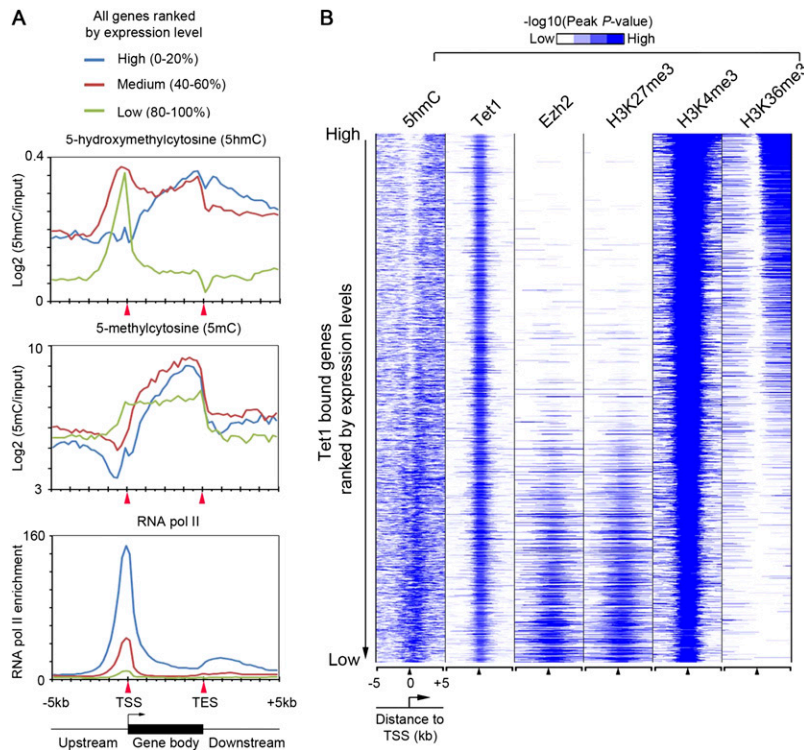 A
All genes ranked
by expression level
High (0-20%)
Medium (40-60%)
Low (80-100%)
5-hydroxymethylcytosine (5hmC)
0.4
Log2 (5hmC/input)
0
5-methylcytosine (5mC)
10
Log2 (5mC/input)
3
RNA pol II
160
RNA pol II enrichment
0
-5kb
TSS
TES
+5kb
Upstream
Gene body
Downstream
B
-log10(Peak P-value)
Low
High
5hmC
Tet1
Ezh2
H3K27me3
H3K4me3
H3K36me3
High
Tet1 bound genes
ranked by expression levels
Low
-5
0
+5
Distance to
TSS (kb)